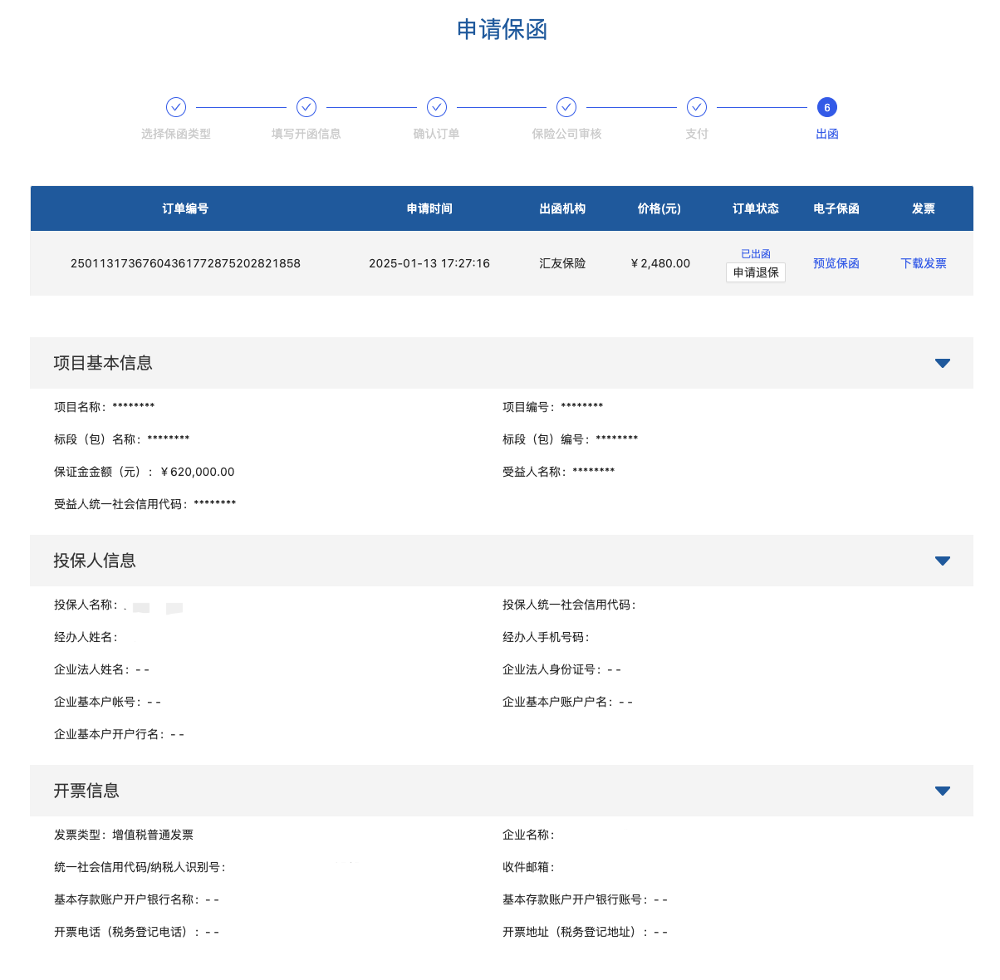 申请保函
选择保函类型 填写开函信息 确认订单 保险公司审核 支付 6 出函
订单编号 申请时间 出函机构 价格(元) 订单状态 电子保函 发票
25011317367604361772875202821858 2025-01-13 17:27:16 汇友保险 ￥2,480.00 已出函 预览保函 下载发票
申请退保
项目基本信息
项目名称： ******** 项目编号： ********
标段（包）名称： ******** 标段（包）编号： ********
保证金金额（元）： ￥620,000.00 受益人名称： ********
受益人统一社会信用代码： ********
投保人信息
投保人名称： 投保人统一社会信用代码：
经办人姓名： 经办人手机号码：
企业法人姓名： - - 企业法人身份证号： - -
企业基本户帐号： - - 企业基本户账户户名： - -
企业基本户开户行名： - -
开票信息
发票类型： 增值税普通发票 企业名称：
统一社会信用代码/纳税人识别号： 收件邮箱：
基本存款账户开户银行名称： - - 基本存款账户开户银行账号： - -
开票电话（税务登记电话）： - - 开票地址（税务登记地址）： - -